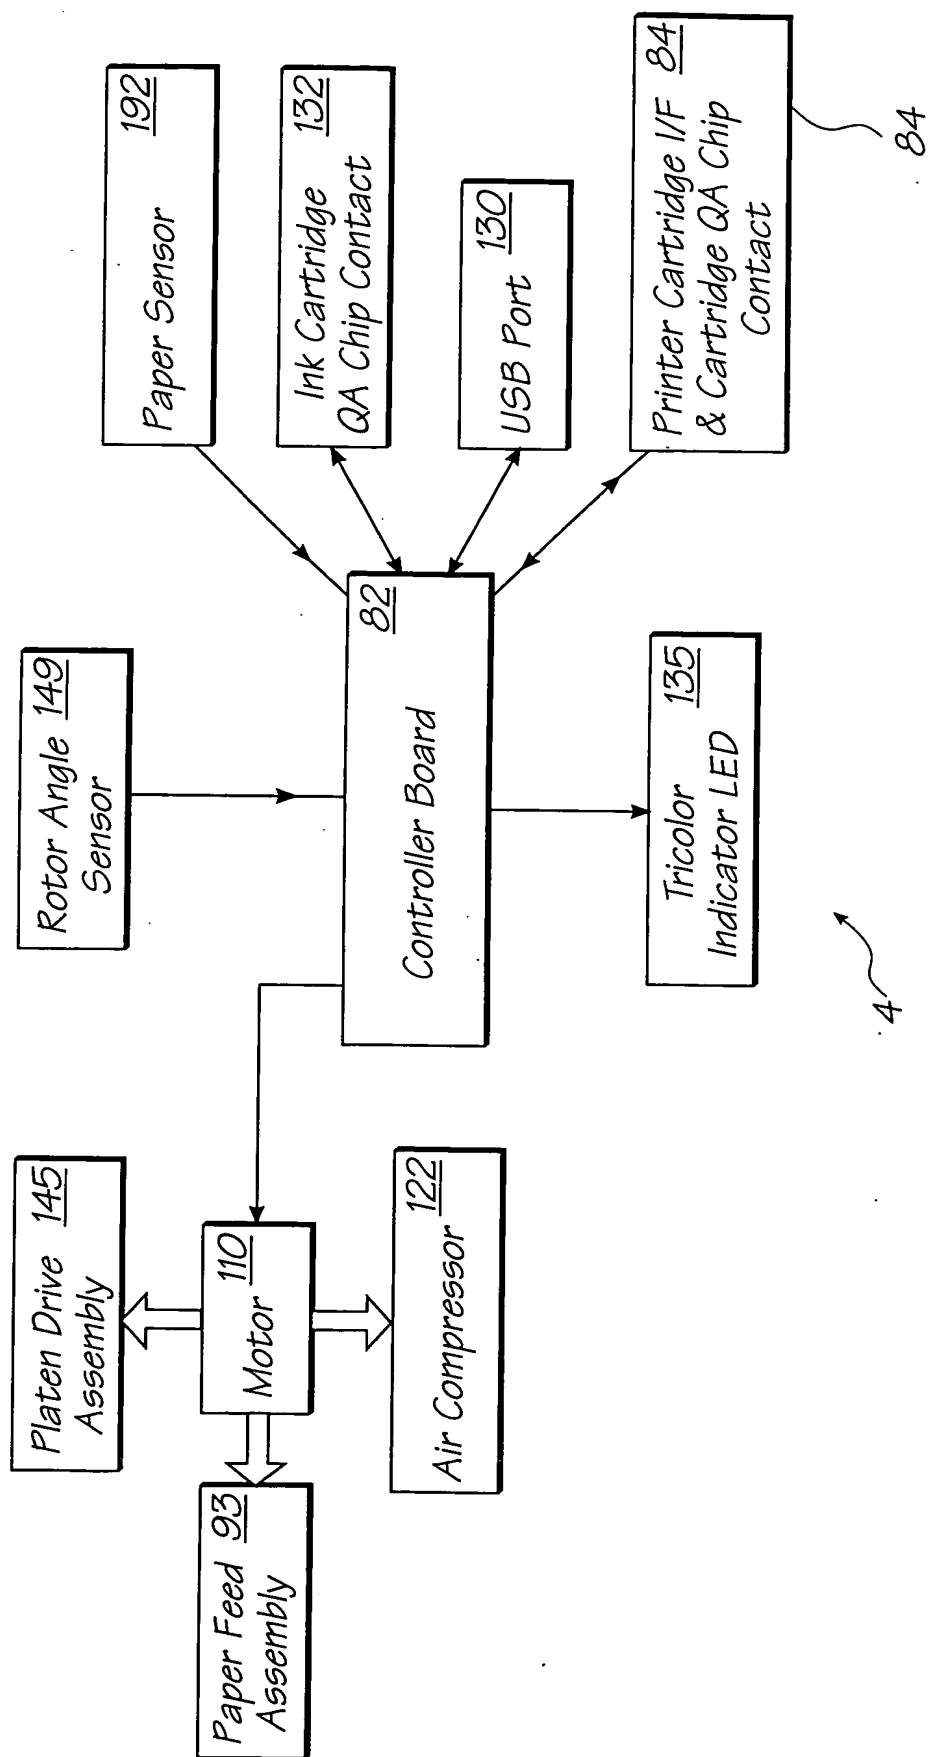 Platen Drive 145
Assembly
Paper Feed 93
Assembly
Motor 110
Air Compressor 122
Rotor Angle 149
Sensor
Controller Board 82
Tricolor 135
Indicator LED
Paper Sensor 192
Ink Cartridge 132
QA Chip Contact
USB Port 130
Printer Cartridge I/F 84
& Cartridge QA Chip
Contact
84
4